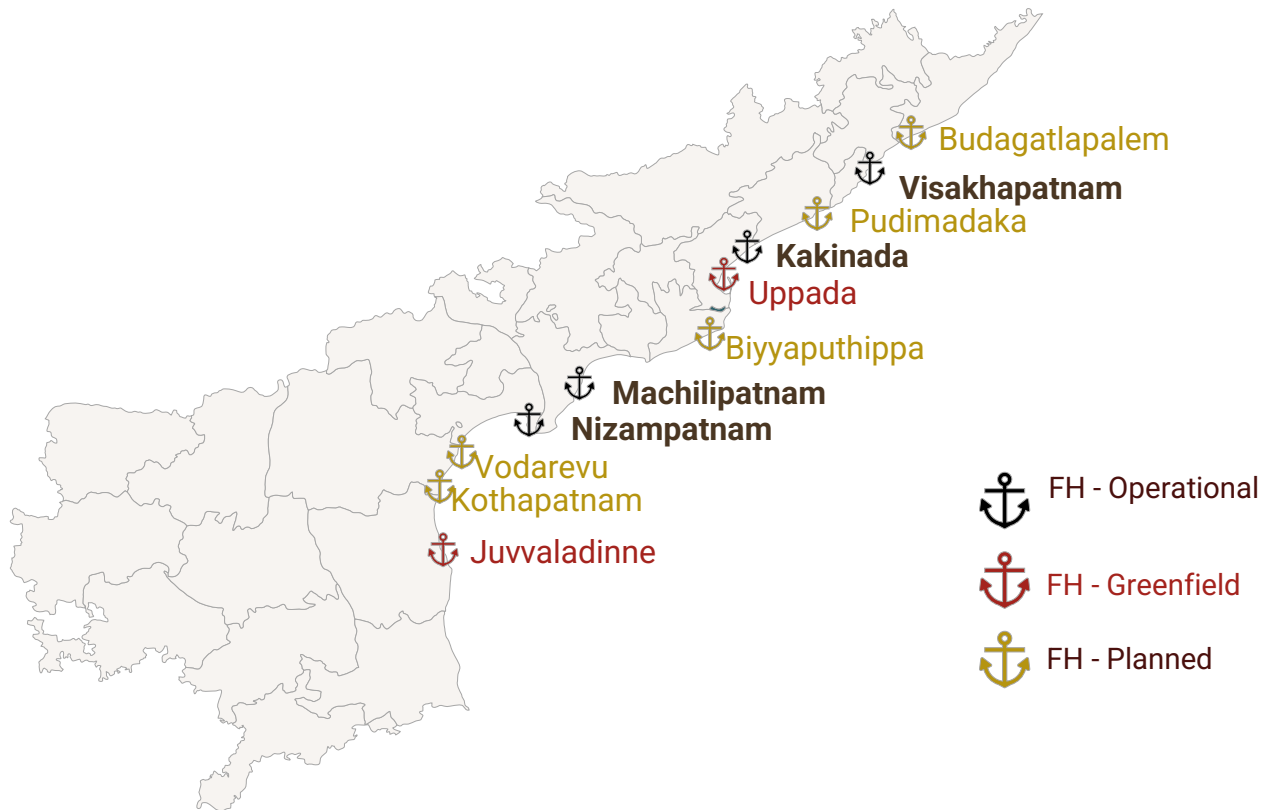 Budagatlapalem
Visakhapatnam
Pudimadaka
Kakinada
Uppada
Biyyaputhippa
Machilipatnam
Nizampatnam
Vodarevu
Kothapatnam
Juvvaladinne
FH - Operational
FH - Greenfield
FH - Planned